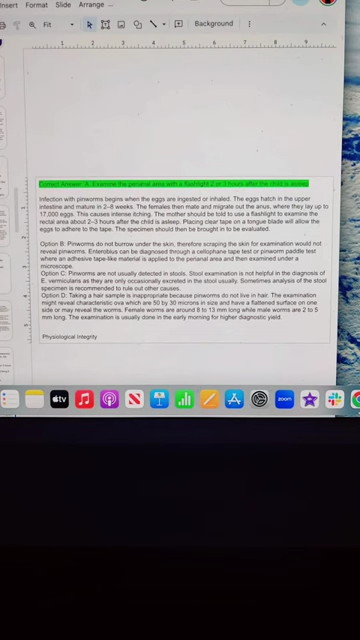 Insert Format Slide Arrange ...
Fit Background
1 2 3 4 5 6 7 8 9
Correct Answer: A. Examine the perianal area with a flashlight 2 or 3 hours after the child is asleep
Infection with pinworms begins when the eggs are ingested or inhaled. The eggs hatch in the upper
intestine and mature in 2–8 weeks. The females then mate and migrate out the anus, where they lay up to
17,000 eggs. This causes intense itching. The mother should be told to use a flashlight to examine the
rectal area about 2–3 hours after the child is asleep. Placing clear tape on a tongue blade will allow the
eggs to adhere to the tape. The specimen should then be brought in to be evaluated.
Option B: Pinworms do not burrow under the skin, therefore scraping the skin for examination would not
reveal pinworms. Enterobius can be diagnosed through a cellophane tape test or pinworm paddle test
where an adhesive tape-like material is applied to the perianal area and then examined under a
microscope.
Option C: Pinworms are not usually detected in stools. Stool examination is not helpful in the diagnosis of
E. vermicularis as they are only occasionally excreted in the stool usually. Sometimes analysis of the stool
specimen is recommended to rule out other causes.
Option D: Taking a hair sample is inappropriate because pinworms do not live in hair. The examination
might reveal characteristic ova which are 50 by 30 microns in size and have a flattened surface on one
side or may reveal the worms. Female worms are around 8 to 13 mm long while male worms are 2 to 5
mm long. The examination is usually done in the early morning for higher diagnostic yield.
Physiological Integrity
tv
zoom